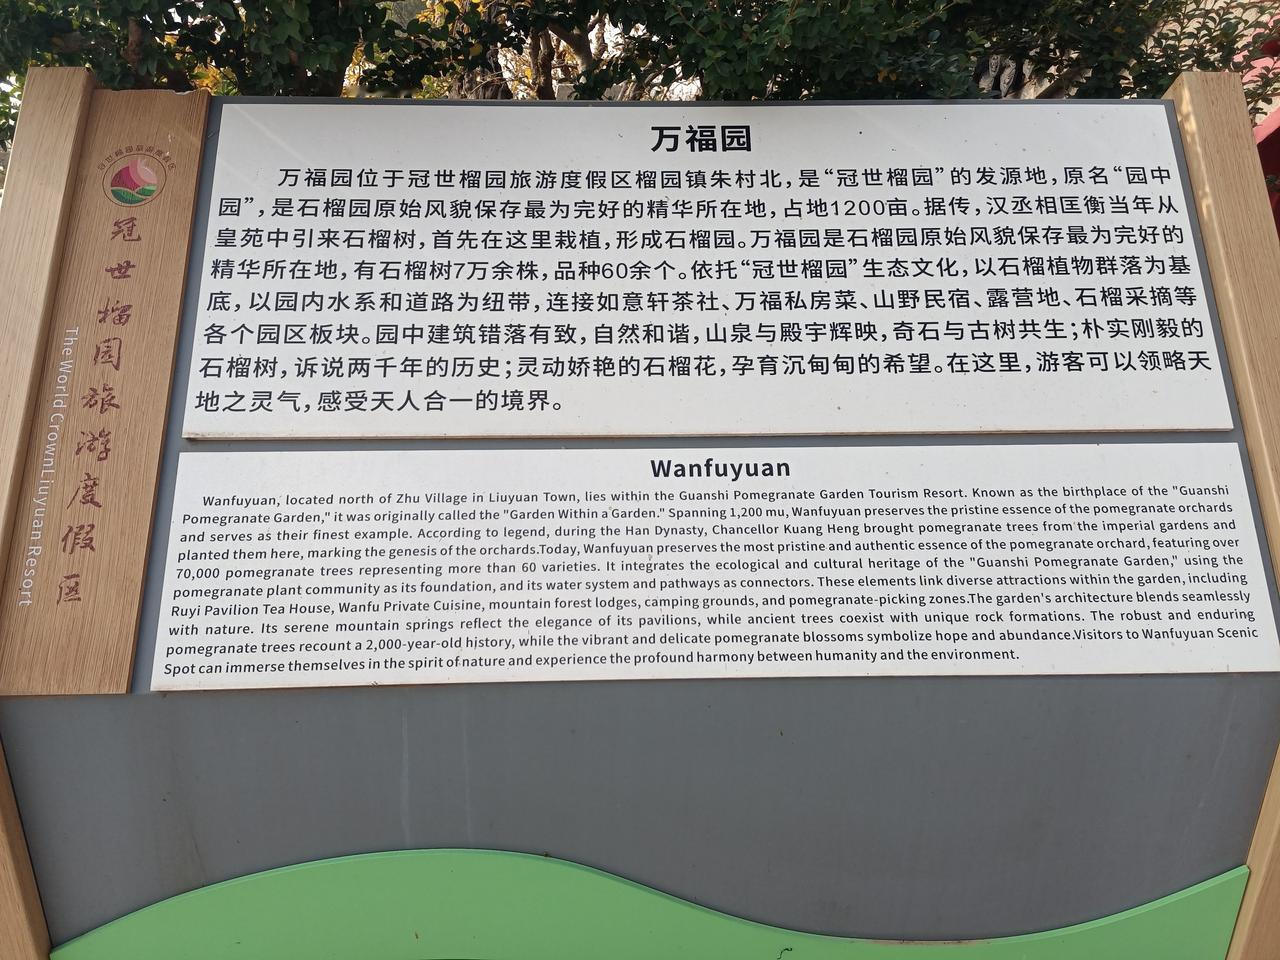 万福园
万福园位于冠世榴园旅游度假区榴园镇朱村北，是“冠世榴园”的发源地，原名“园中
园”，是石榴园原始风貌保存最为完好的精华所在地，占地1200亩。据传，汉丞相匡衡当年从
皇苑中引来石榴树，首先在这里栽植，形成石榴园。万福园是石榴园原始风貌保存最为完好的
精华所在地，有石榴树7万余株，品种60余个。依托“冠世榴园”生态文化，以石榴植物群落为基
底，以园内水系和道路为纽带，连接如意轩茶社、万福私房菜、山野民宿、露营地、石榴采摘等
各个园区板块。园中建筑错落有致，自然和谐，山泉与殿宇辉映，奇石与古树共生；朴实刚毅的
石榴树，诉说两千年的历史；灵动娇艳的石榴花，孕育沉甸甸的希望。在这里，游客可以领略天
地之灵气，感受天人合一的境界。
Wanfuyuan
Wanfuyuan, located north of Zhu Village in Liuyuan Town, lies within the Guanshi Pomegranate Garden Tourism Resort. Known as the birthplace of the "Guanshi
Pomegranate Garden," it was originally called the "Garden Within a Garden." Spanning 1,200 mu, Wanfuyuan preserves the pristine essence of the pomegranate orchards
and serves as their finest example. According to legend, during the Han Dynasty, Chancellor Kuang Heng brought pomegranate trees from the imperial gardens and
planted them here, marking the genesis of the orchards.Today, Wanfuyuan preserves the most pristine and authentic essence of the pomegranate orchard, featuring over
70,000 pomegranate trees representing more than 60 varieties. It integrates the ecological and cultural heritage of the "Guanshi Pomegranate Garden," using the
pomegranate plant community as its foundation, and its water system and pathways as connectors. These elements link diverse attractions within the garden, including
Ruyi Pavilion Tea House, Wanfu Private Cuisine, mountain forest lodges, camping grounds, and pomegranate-picking zones.The garden's architecture blends seamlessly
with nature. Its serene mountain springs reflect the elegance of its pavilions, while ancient trees coexist with unique rock formations. The robust and enduring
pomegranate trees recount a 2,000-year-old history, while the vibrant and delicate pomegranate blossoms symbolize hope and abundance.Visitors to Wanfuyuan Scenic
Spot can immerse themselves in the spirit of nature and experience the profound harmony between humanity and the environment.
冠世榴园旅游度假区
冠世榴园旅游度假区
The World CrownLiuyuan Resort